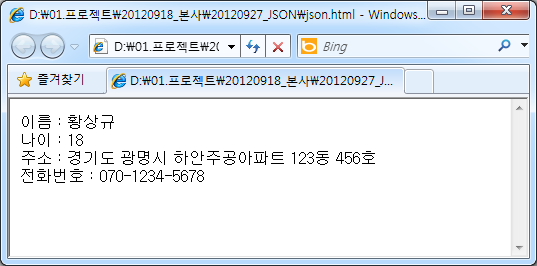 D:₩01.프로젝트₩20120918_본사₩20120927_JSON₩json.html - Windows...
D:₩01.프로젝트₩20
Bing
즐겨찾기
D:₩01.프로젝트₩20120918_본사₩20120927_J...
이름 : 황상규
나이 : 18
주소 : 경기도 광명시 하안주공아파트 123동 456호
전화번호 : 070-1234-5678